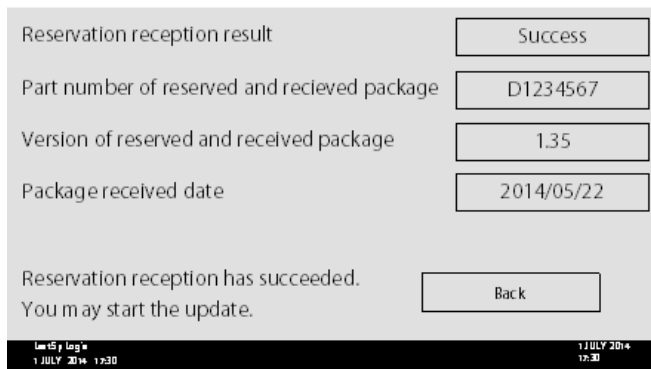 Reservation reception result Success
Part number of reserved and recieved package D1234567
Version of reserved and received package 1.35
Package received date 2014/05/22
Reservation reception has succeeded.
You may start the update.
Back
1 JULY 2014
1 JULY 2014 17:30
17:30